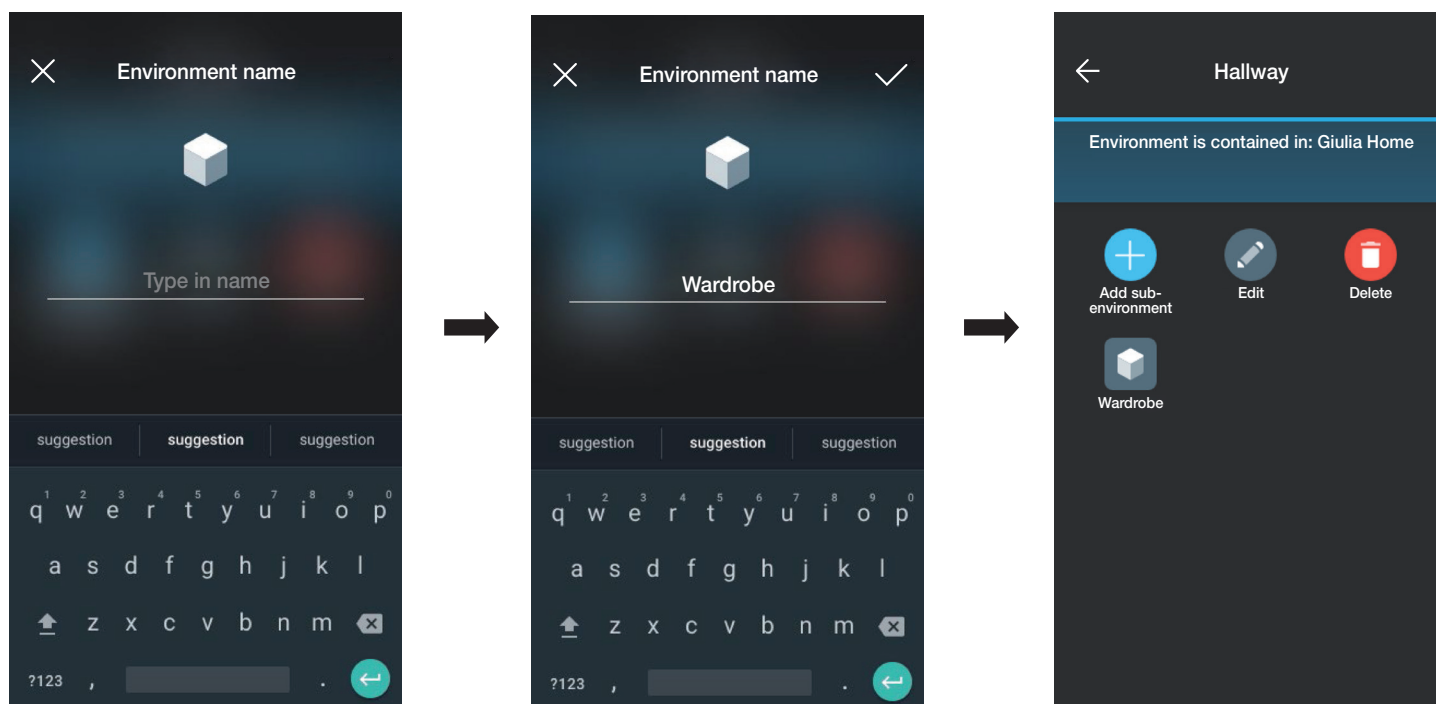 Environment name
Type in name
suggestion suggestion suggestion
1 2 3 4 5 6 7 8 9 0
q w e r t y u i o p
a s d f g h j k l
z x c v b n m
?123 , .
Environment name
Wardrobe
suggestion suggestion suggestion
1 2 3 4 5 6 7 8 9 0
q w e r t y u i o p
a s d f g h j k l
z x c v b n m
?123 , .
Hallway
Environment is contained in: Giulia Home
Add sub-
environment
Edit
Delete
Wardrobe